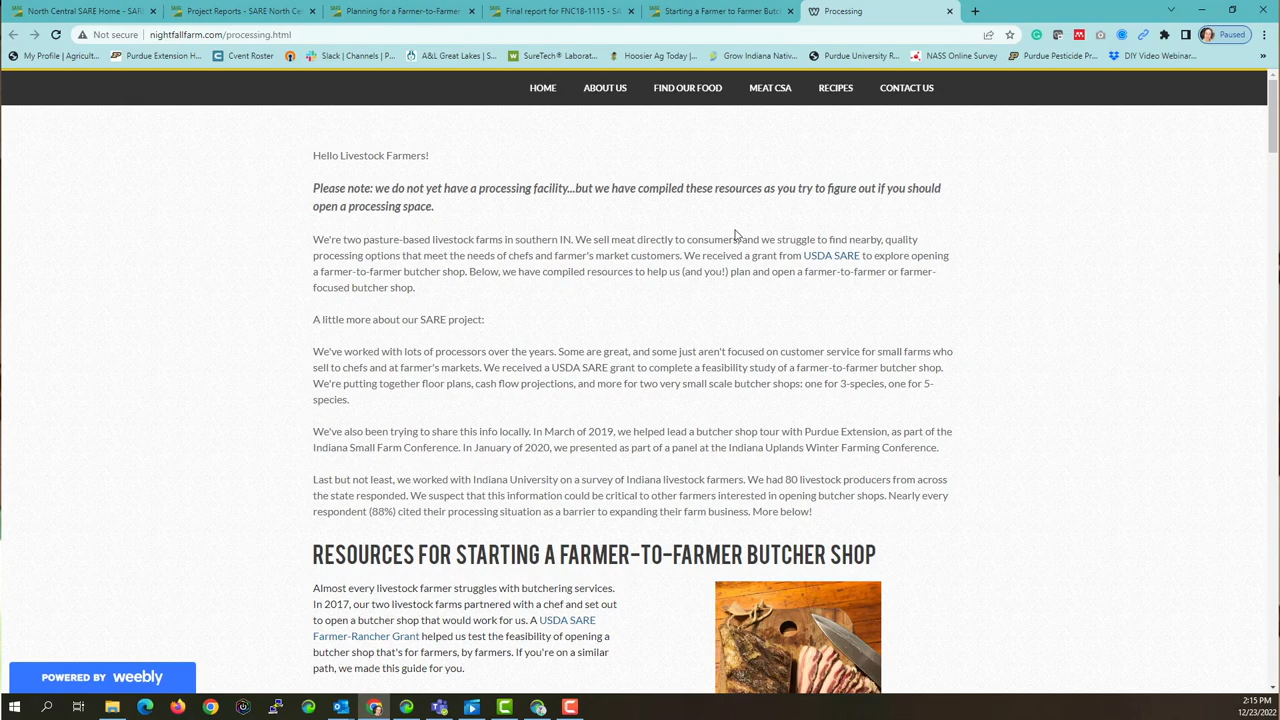 North Central SARE Home - SARE
Project Reports - SARE North Cen
Planning for a Farmer-to-Farmer
Final report for FNC18-1115 - SA
Starting a Farmer to Farmer Butch
Processing
Not secure
nightfallfarm.com/processing.html
Paused
My Profile | Agricult...
Purdue Extension H...
Cvent Roster
Slack | Channels | P...
A&L Great Lakes | S...
SureTech® Laborat...
Hoosier Ag Today |...
Grow Indiana Nativ...
Purdue University R...
NASS Online Survey
Purdue Pesticide Pr...
DIY Video Webinar...
HOME
ABOUT US
FIND OUR FOOD
MEAT CSA
RECIPES
CONTACT US
Hello Livestock Farmers!
Please note: we do not yet have a processing facility...but we have compiled these resources as you try to figure out if you should
open a processing space.
We're two pasture-based livestock farms in southern IN. We sell meat directly to consumers, and we struggle to find nearby, quality
processing options that meet the needs of chefs and farmer's market customers. We received a grant from USDA SARE to explore opening
a farmer-to-farmer butcher shop. Below, we have compiled resources to help us (and you!) plan and open a farmer-to-farmer or farmer-
focused butcher shop.
A little more about our SARE project:
We've worked with lots of processors over the years. Some are great, and some just aren't focused on customer service for small farms who
sell to chefs and at farmer's markets. We received a USDA SARE grant to complete a feasibility study of a farmer-to-farmer butcher shop.
We're putting together floor plans, cash flow projections, and more for two very small scale butcher shops: one for 3-species, one for 5-
species.
We've also been trying to share this info locally. In March of 2019, we helped lead a butcher shop tour with Purdue Extension, as part of the
Indiana Small Farm Conference. In January of 2020, we presented as part of a panel at the Indiana Uplands Winter Farming Conference.
Last but not least, we worked with Indiana University on a survey of Indiana livestock farmers. We had 80 livestock producers from across
the state responded. We suspect that this information could be critical to other farmers interested in opening butcher shops. Nearly every
respondent (88%) cited their processing situation as a barrier to expanding their farm business. More below!
RESOURCES FOR STARTING A FARMER-TO-FARMER BUTCHER SHOP
Almost every livestock farmer struggles with butchering services.
In 2017, our two livestock farms partnered with a chef and set out
to open a butcher shop that would work for us. A USDA SARE
Farmer-Rancher Grant helped us test the feasibility of opening a
butcher shop that's for farmers, by farmers. If you're on a similar
path, we made this guide for you.
POWERED BY weebly
2:15 PM
12/23/2022